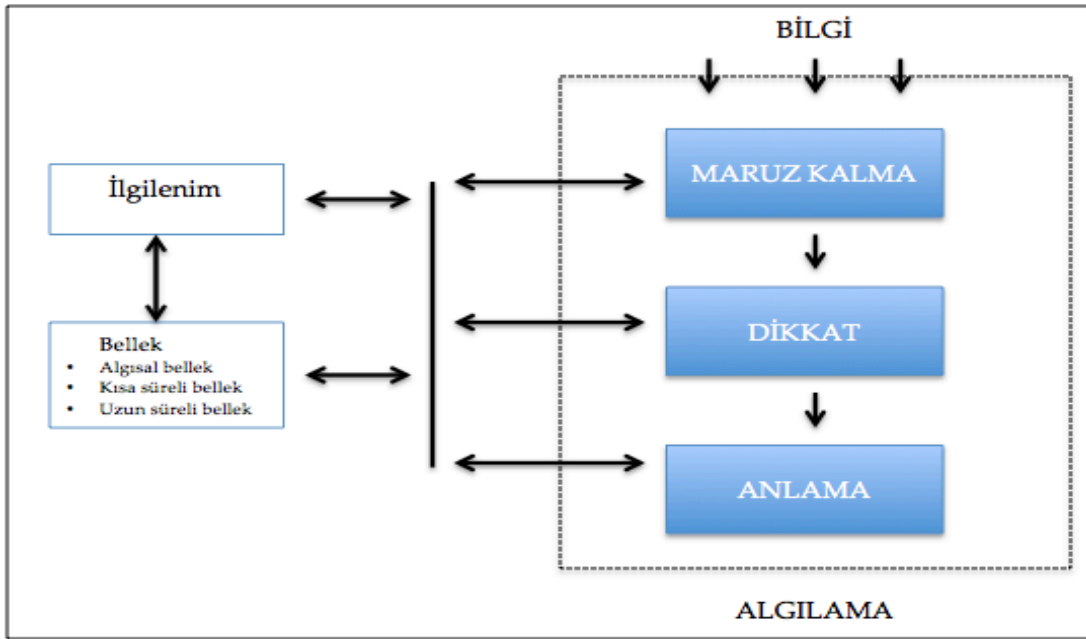 BİLGİ
MARUZ KALMA
İlgilenim
DİKKAT
Bellek
• Algısal bellek
• Kısa süreli bellek
• Uzun süreli bellek
ANLAMA
ALGILAMA